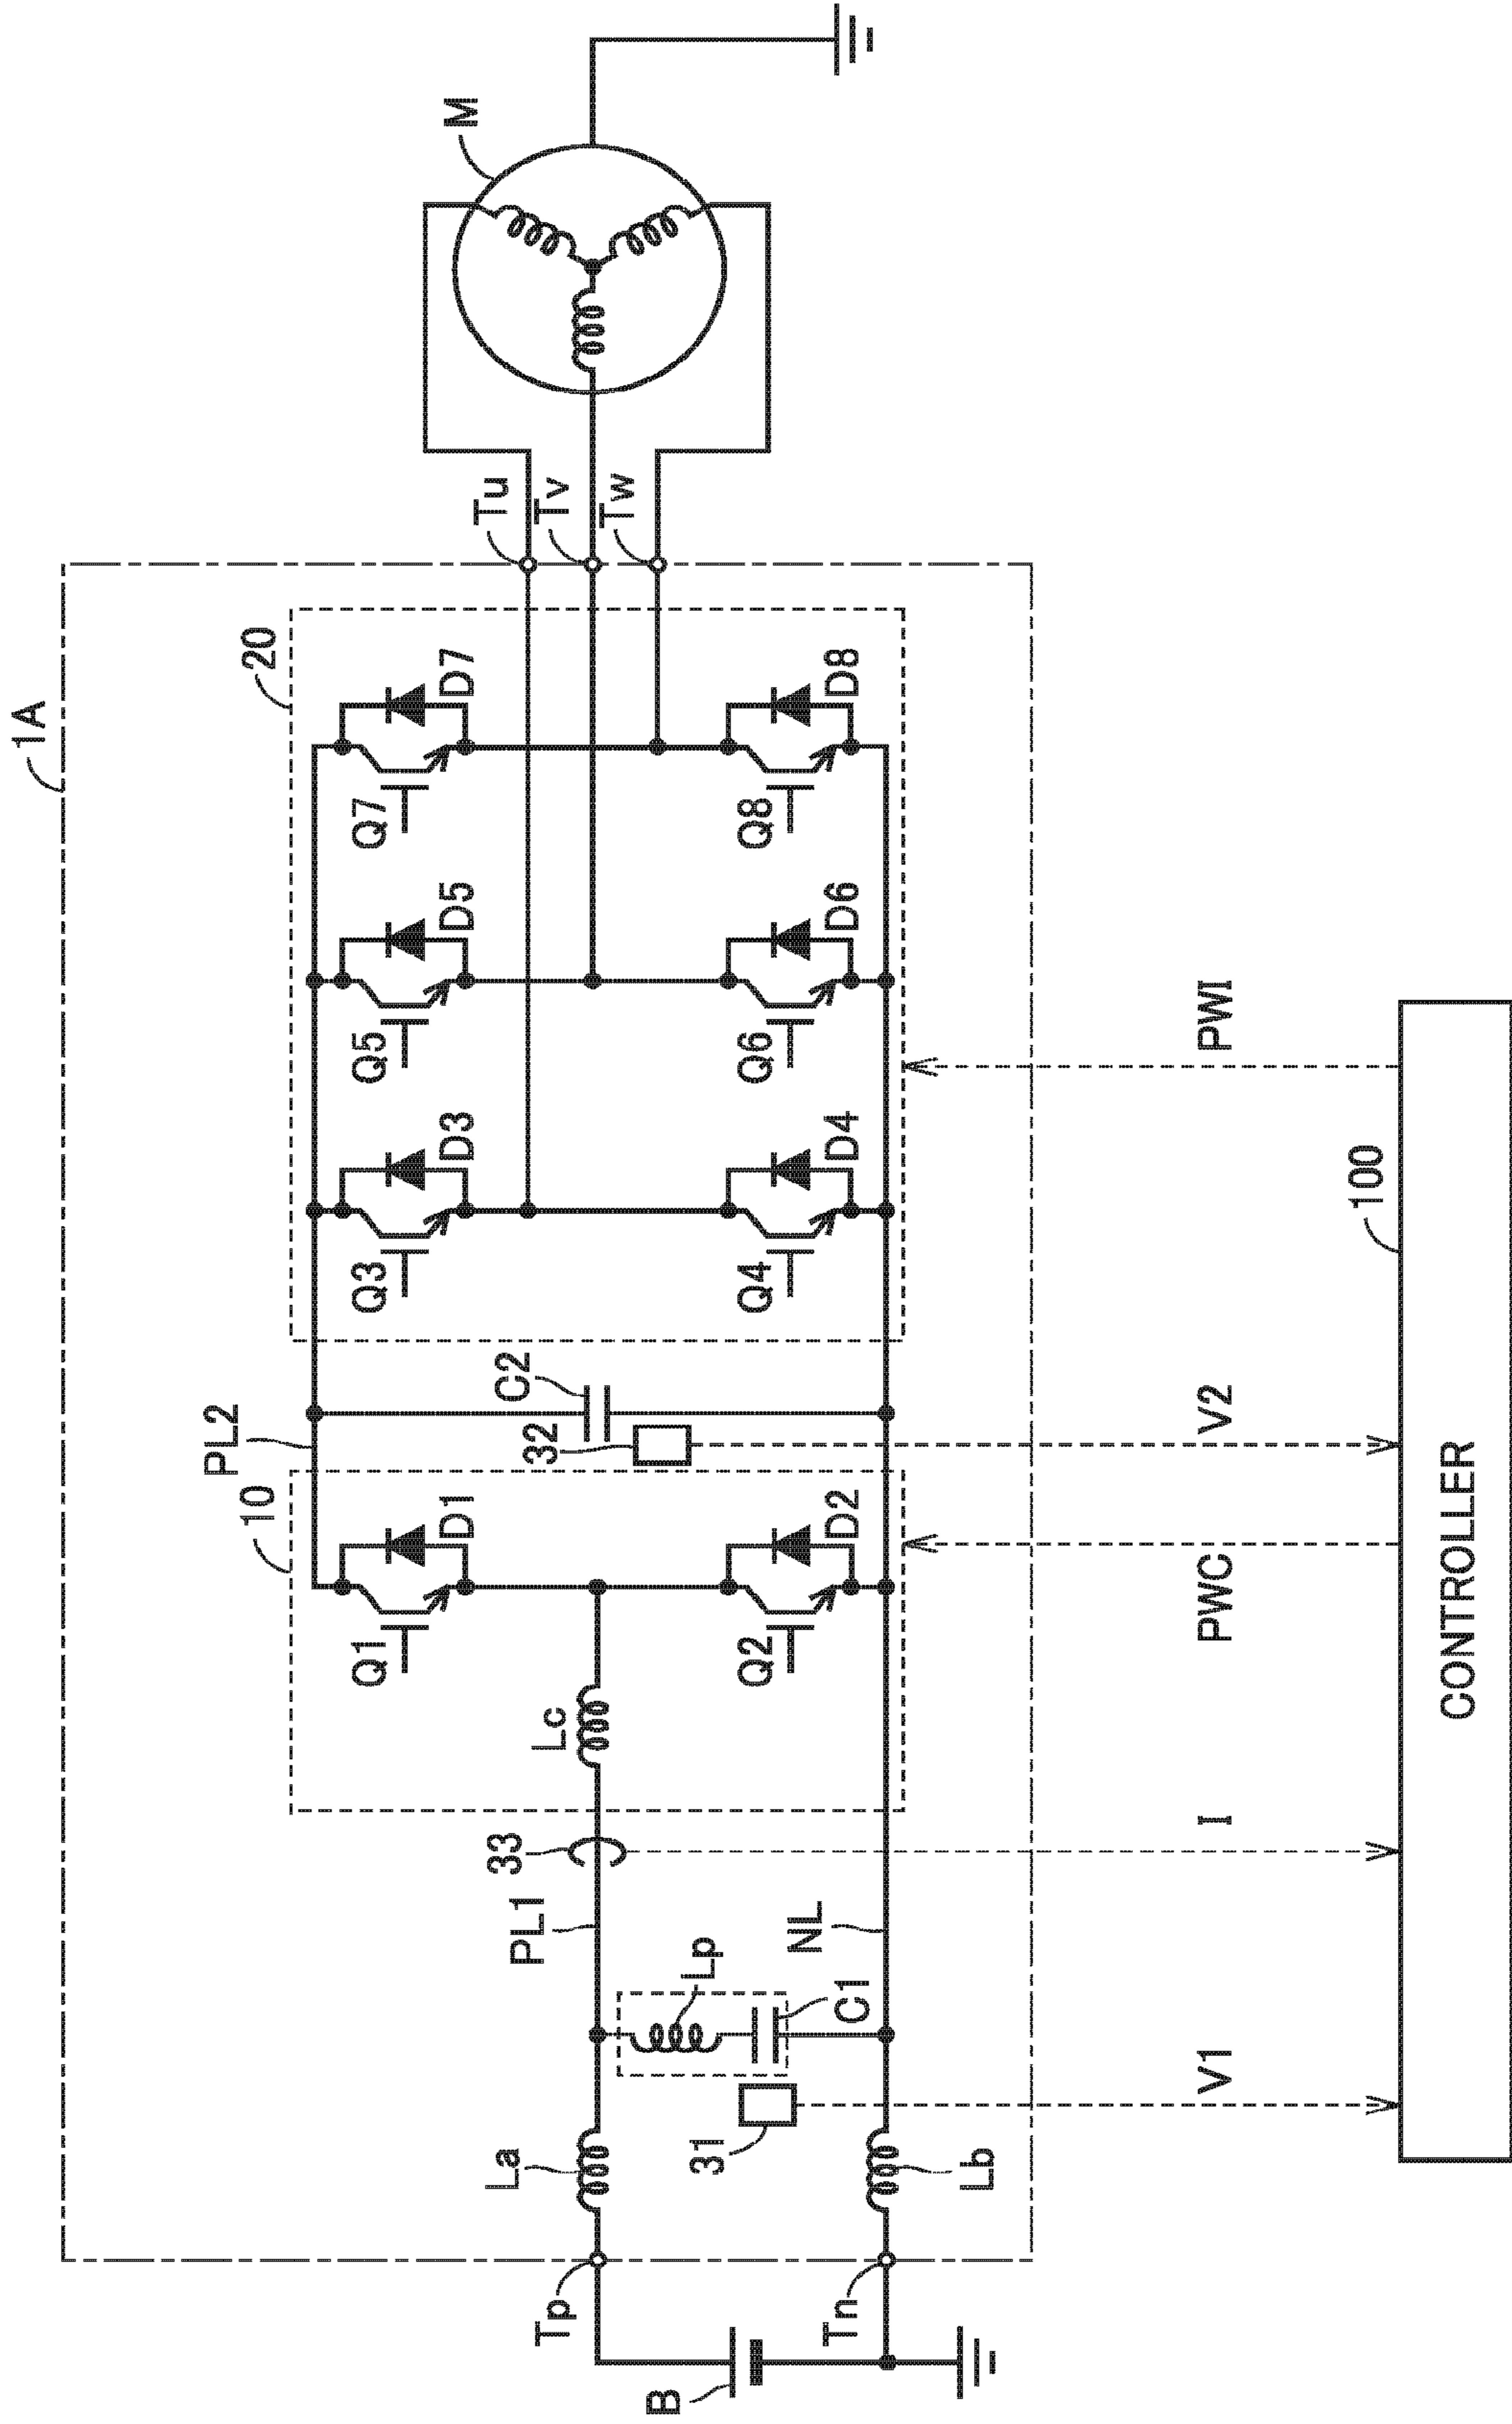 1A
20
10
PL2
M
Q1
D1
Q3
D3
Q5
D5
Q7
D7
Tu
Tv
Tw
C2
32
B
Tp
La
PL1
33
Lc
Lp
31
C1
Q2
D2
Q4
D4
Q6
D6
Q8
D8
Tn
Lb
NL
V1
I
PWC
V2
PWI
100
CONTROLLER